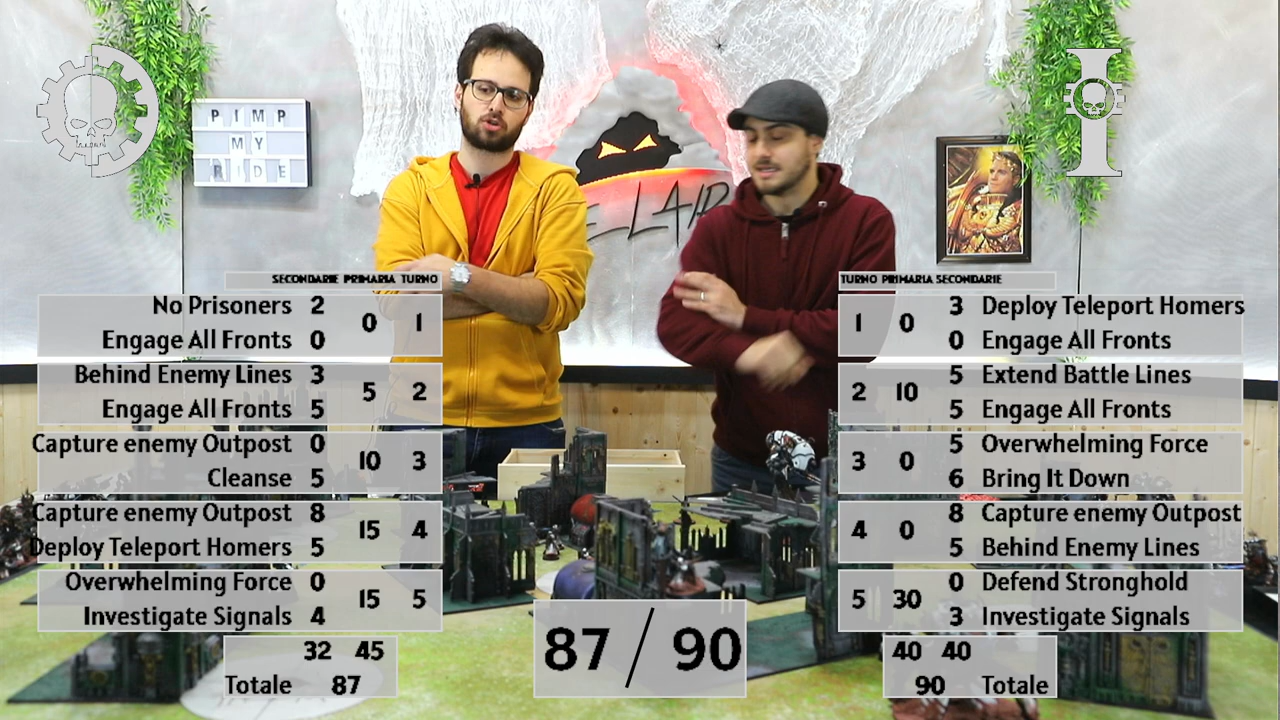 PIMP
MY
RIDE
E LAIR
SECONDARIE PRIMARIA TURNO
No Prisoners 2
Engage All Fronts 0
0 1
Behind Enemy Lines 3
Engage All Fronts 5
5 2
Capture enemy Outpost 0
Cleanse 5
10 3
Capture enemy Outpost 8
Deploy Teleport Homers 5
15 4
Overwhelming Force 0
Investigate Signals 4
15 5
32 45
Totale 87
87 / 90
TURNO PRIMARIA SECONDARIE
1 0
3 Deploy Teleport Homers
0 Engage All Fronts
2 10
5 Extend Battle Lines
5 Engage All Fronts
3 0
5 Overwhelming Force
6 Bring It Down
4 0
8 Capture enemy Outpost
5 Behind Enemy Lines
5 30
0 Defend Stronghold
3 Investigate Signals
40 40
90 Totale